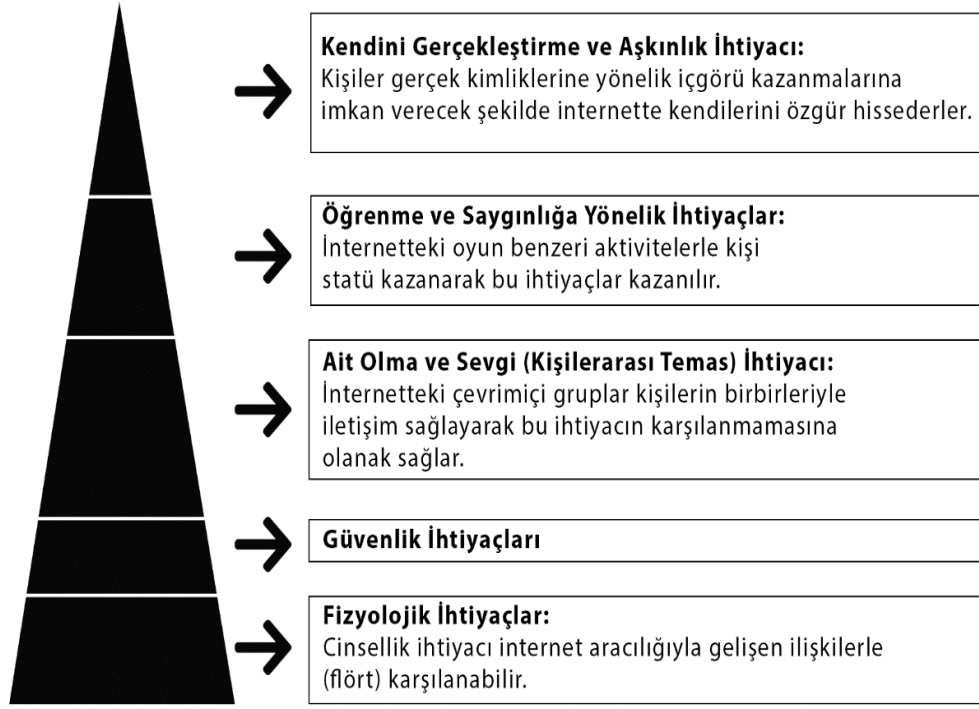 Kendini Gerçekleştirme ve Aşkınlık İhtiyacı:
Kişiler gerçek kimliklerine yönelik içgörü kazanmalarına
imkan verecek şekilde internette kendilerini özgür hissederler.
Öğrenme ve Saygınlığa Yönelik İhtiyaçlar:
İnternetteki oyun benzeri aktivitelerle kişi
statü kazanarak bu ihtiyaçlar kazanılır.
Ait Olma ve Sevgi (Kişilerarası Temas) İhtiyacı:
İnternetteki çevrimiçi gruplar kişilerin birbirleriyle
iletişim sağlayarak bu ihtiyacın karşılanmamasına
olanak sağlar.
Güvenlik İhtiyaçları
Fizyolojik İhtiyaçlar:
Cinsellik ihtiyacı internet aracılığıyla gelişen ilişkilerle
(flört) karşılanabilir.